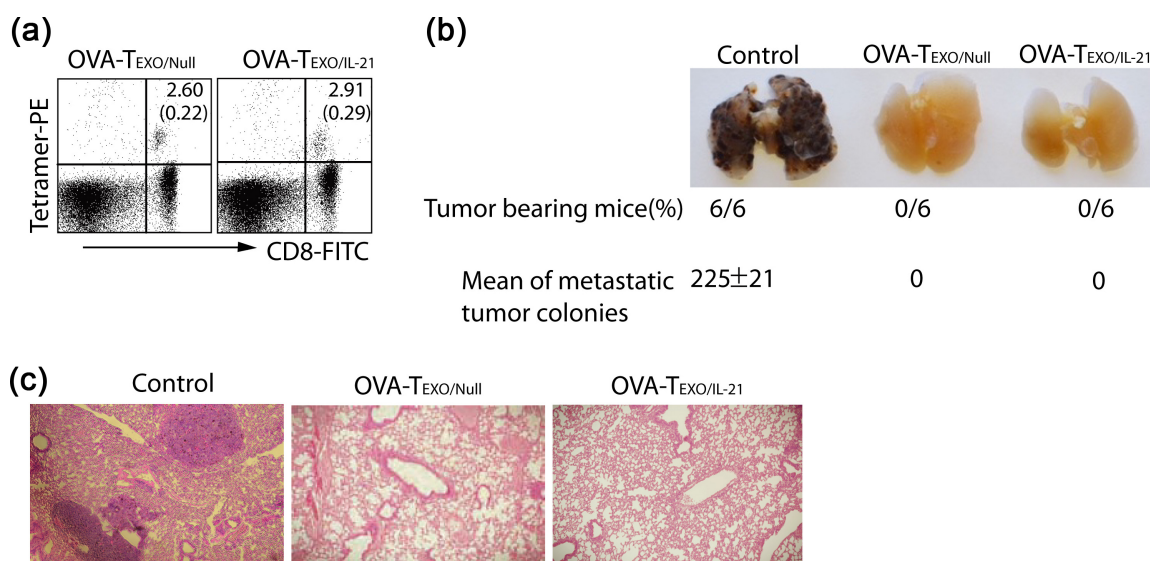 (a)
OVA-TEXO/Null
OVA-TEXO/IL-21
2.60
(0.22)
2.91
(0.29)
Tetramer-PE
CD8-FITC
(b)
Control
OVA-TEXO/Null
OVA-TEXO/IL-21
Tumor bearing mice(%) 6/6 0/6 0/6
Mean of metastatic 225±21 0 0
tumor colonies
(c)
Control
OVA-TEXO/Null
OVA-TEXO/IL-21